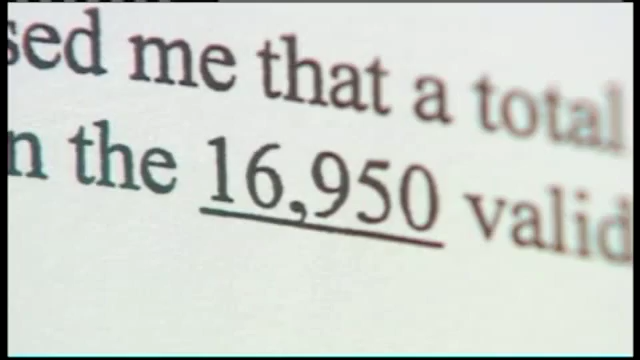 sed me that a total
n the 16,950 valid